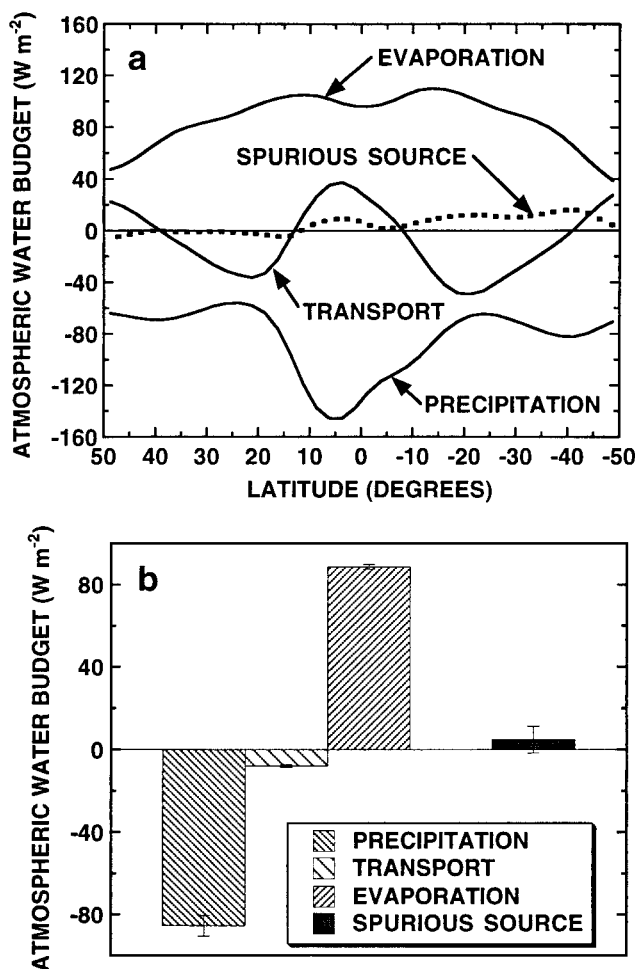 ATMOSPHERIC WATER BUDGET (W m-2)
160
120
80
40
0
-40
-80
-120
-160
a
EVAPORATION
SPURIOUS SOURCE
TRANSPORT
PRECIPITATION
50 40 30 20 10 0 -10 -20 -30 -40 -50
LATITUDE (DEGREES)
ATMOSPHERIC WATER BUDGET (W m-2)
80
40
0
-40
-80
b
PRECIPITATION
TRANSPORT
EVAPORATION
SPURIOUS SOURCE